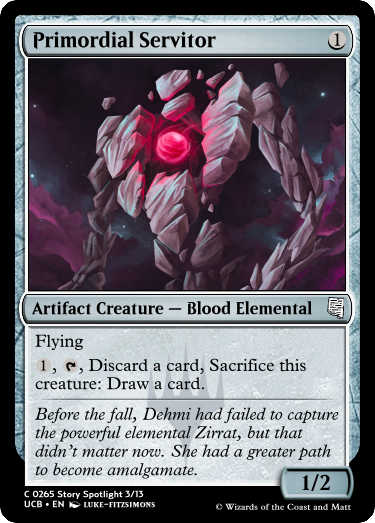 Primordial Servitor 1
Artifact Creature — Blood Elemental
Flying
1, , Discard a card, Sacrifice this
creature: Draw a card.
Before the fall, Dehmi had failed to capture
the powerful elemental Zirrat, but that
didn't matter now. She had a greater path
to become amalgamate.
1/2
C 0265 Story Spotlight 3/13
UCB • EN LUKE-FITZSIMONS
© Wizards of the Coast and Matt